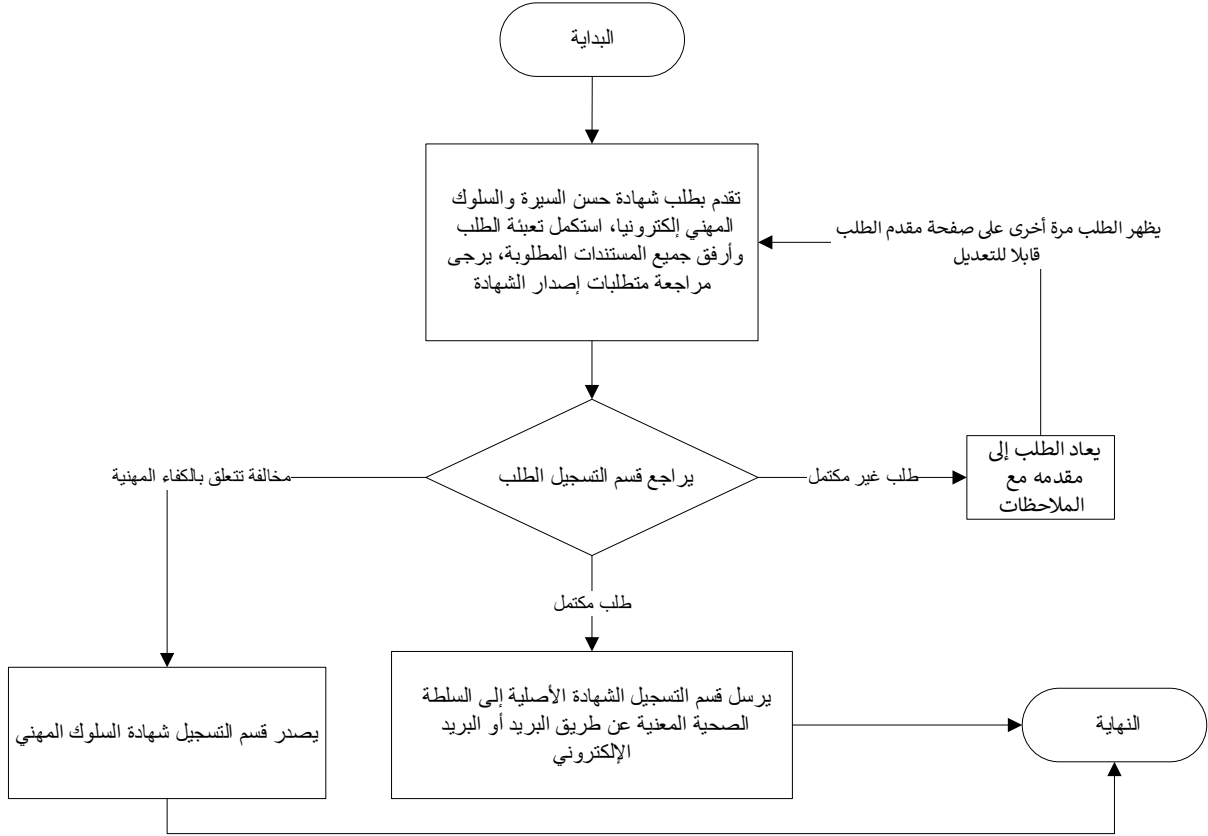 البداية
تقدم بطلب شهادة حسن السيرة والسلوك
المهني إلكترونيا، استكمل تعبئة الطلب
وأرفق جميع المستندات المطلوبة، يرجى
مراجعة متطلبات إصدار الشهادة
يظهر الطلب مرة أخرى على صفحة مقدم الطلب
قابلا للتعديل
يراجع قسم التسجيل الطلب
طلب غير مكتمل
يعاد الطلب إلى
مقدمه مع
الملاحظات
مخالفة تتعلق بالكفاء المهنية
طلب مكتمل
يرسل قسم التسجيل الشهادة الأصلية إلى السلطة
الصحية المعنية عن طريق البريد أو البريد
الإلكتروني
يصدر قسم التسجيل شهادة السلوك المهني
النهاية